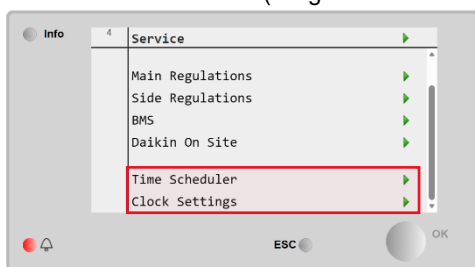 Info
4 Service
Main Regulations
Side Regulations
BMS
Daikin On Site
Time Scheduler
Clock Settings
ESC
OK